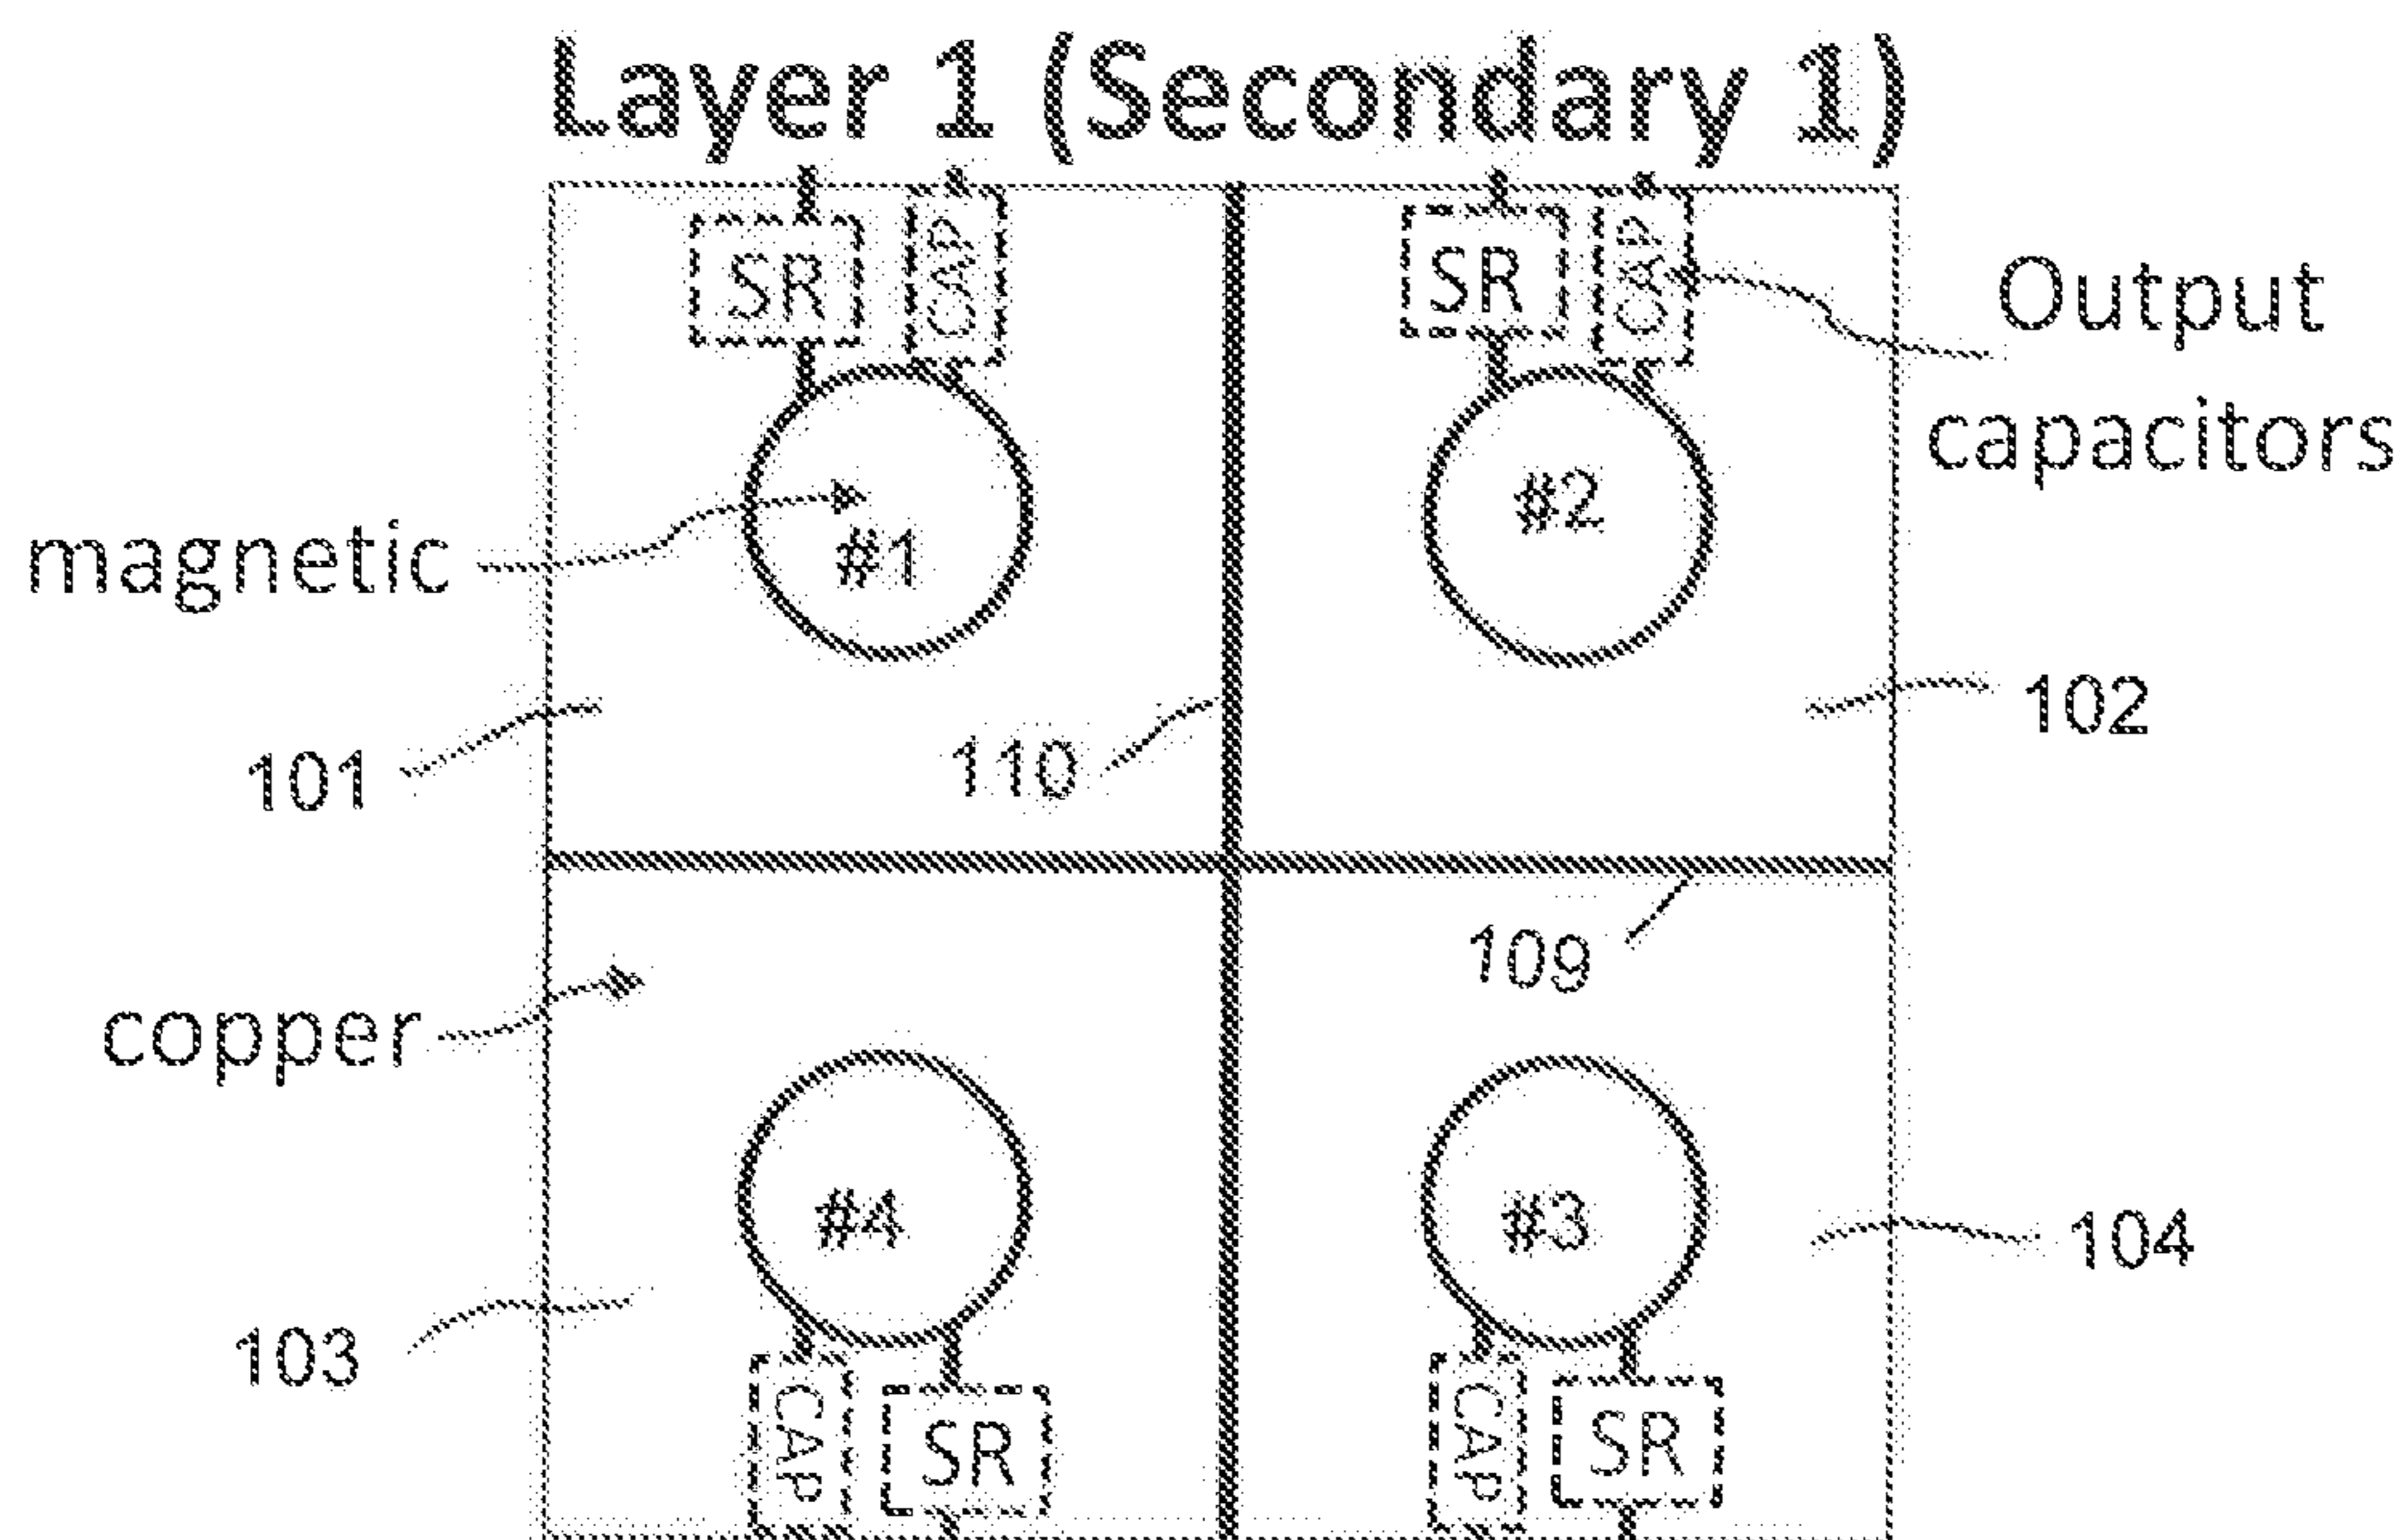 Layer 1 (Secondary 1)
SR
CAP
SR
CAP
Output
capacitors
magnetic
#1
#2
101
110
102
109
copper
#4
#3
103
104
CAP
SR
CAP
SR